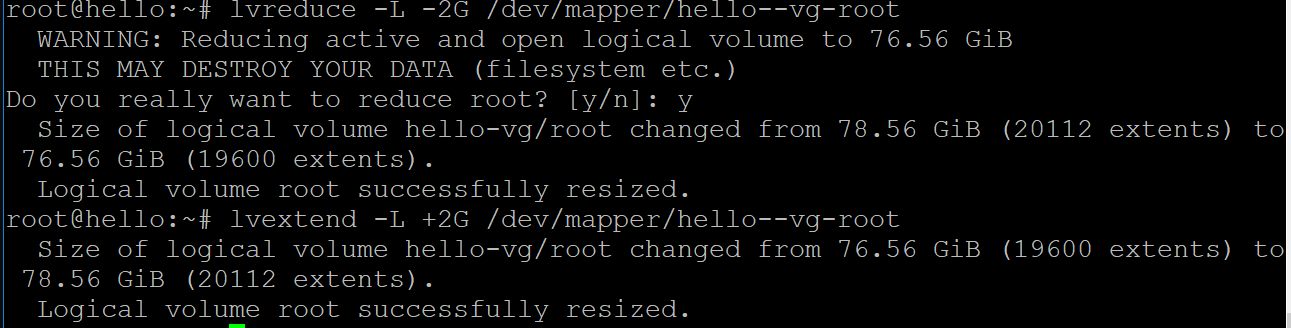 root@hello:~# lvreduce -L -2G /dev/mapper/hello--vg-root
  WARNING: Reducing active and open logical volume to 76.56 GiB
  THIS MAY DESTROY YOUR DATA (filesystem etc.)
Do you really want to reduce root? [y/n]: y
  Size of logical volume hello-vg/root changed from 78.56 GiB (20112 extents) to
 76.56 GiB (19600 extents).
  Logical volume root successfully resized.
root@hello:~# lvextend -L +2G /dev/mapper/hello--vg-root
  Size of logical volume hello-vg/root changed from 76.56 GiB (19600 extents) to
 78.56 GiB (20112 extents).
  Logical volume root successfully resized.